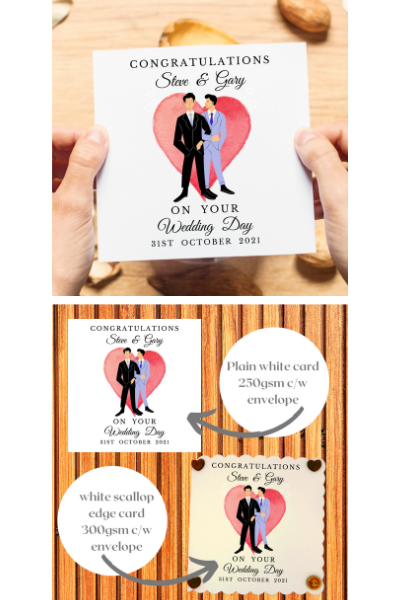 CONGRATULATIONS
Steve & Gary
ON YOUR
Wedding Day
31ST OCTOBER 2021
CONGRATULATIONS
Steve & Gary
ON YOUR
Wedding Day
31ST OCTOBER 2021
Plain white card
250gsm c/w
envelope
white scallop
edge card
300gsm c/w
envelope
CONGRATULATIONS
Steve & Gary
ON YOUR
Wedding Day
31ST OCTOBER 2021